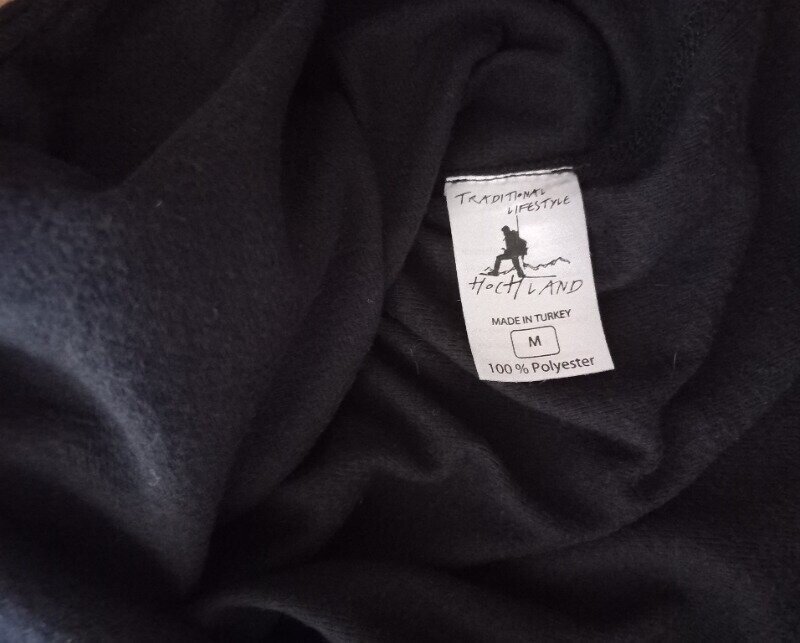 TRADITIONAL
LIFESTYLE
HOCHLAND
MADE IN TURKEY
M
100 % Polyester